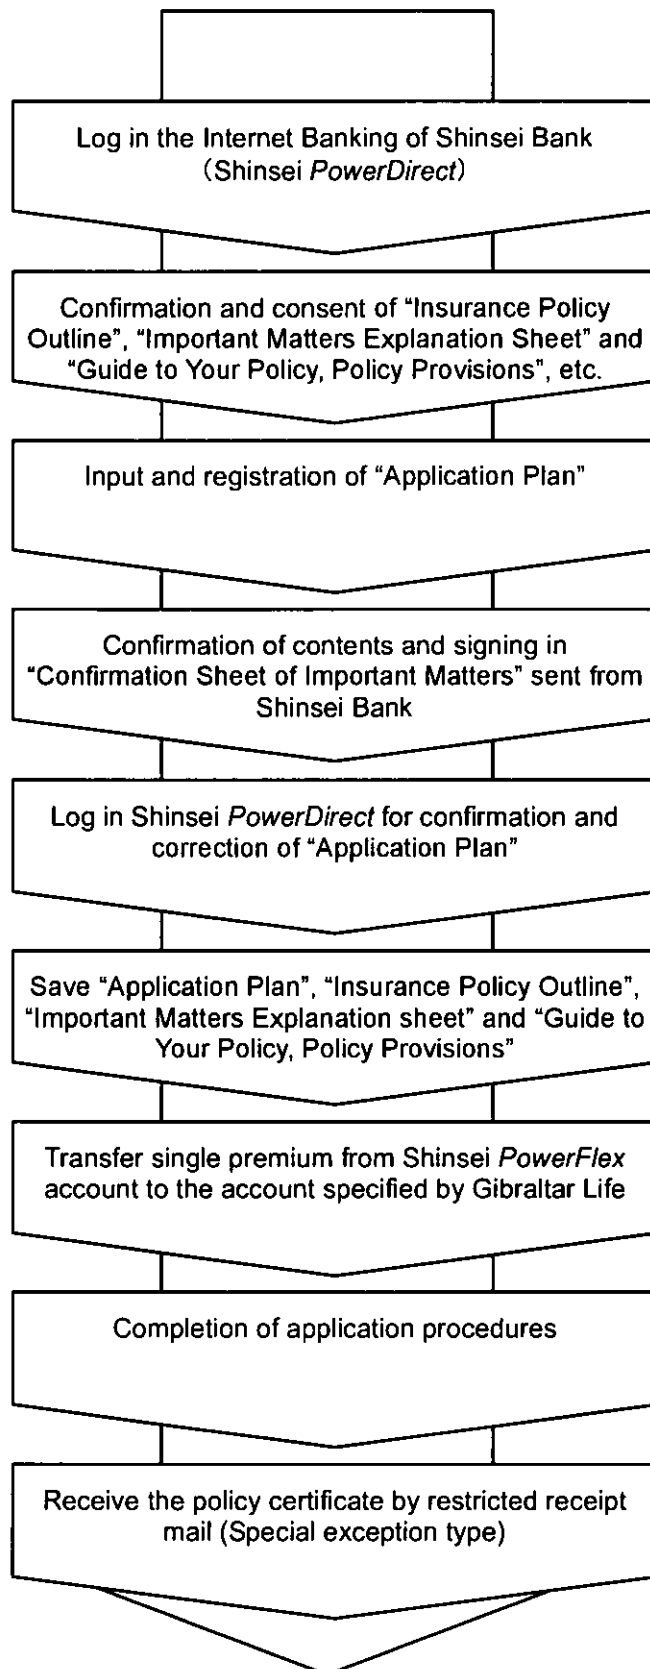 Log in the Internet Banking of Shinsei Bank
(Shinsei PowerDirect)
Confirmation and consent of “Insurance Policy
Outline”, “Important Matters Explanation Sheet” and
“Guide to Your Policy, Policy Provisions”, etc.
Input and registration of “Application Plan”
Confirmation of contents and signing in
“Confirmation Sheet of Important Matters” sent from
Shinsei Bank
Log in Shinsei PowerDirect for confirmation and
correction of “Application Plan”
Save “Application Plan”, “Insurance Policy Outline”,
“Important Matters Explanation sheet” and “Guide to
Your Policy, Policy Provisions”
Transfer single premium from Shinsei PowerFlex
account to the account specified by Gibraltar Life
Completion of application procedures
Receive the policy certificate by restricted receipt
mail (Special exception type)